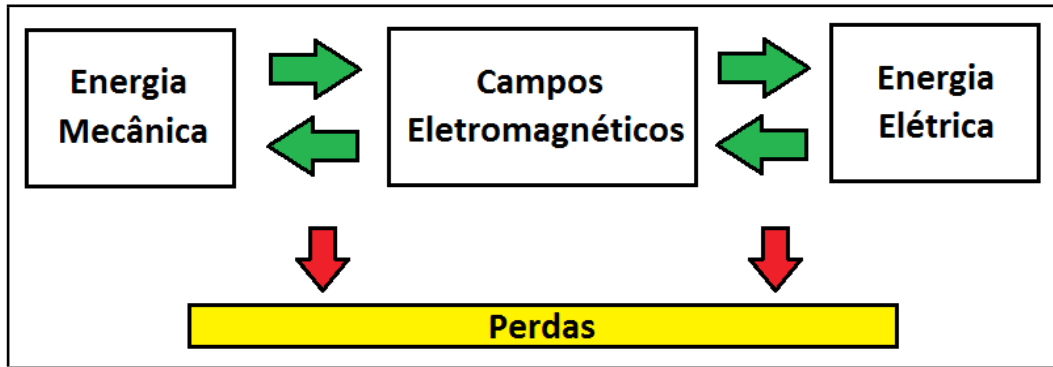 Energia
Mecânica
Campos
Eletromagnéticos
Energia
Elétrica
Perdas